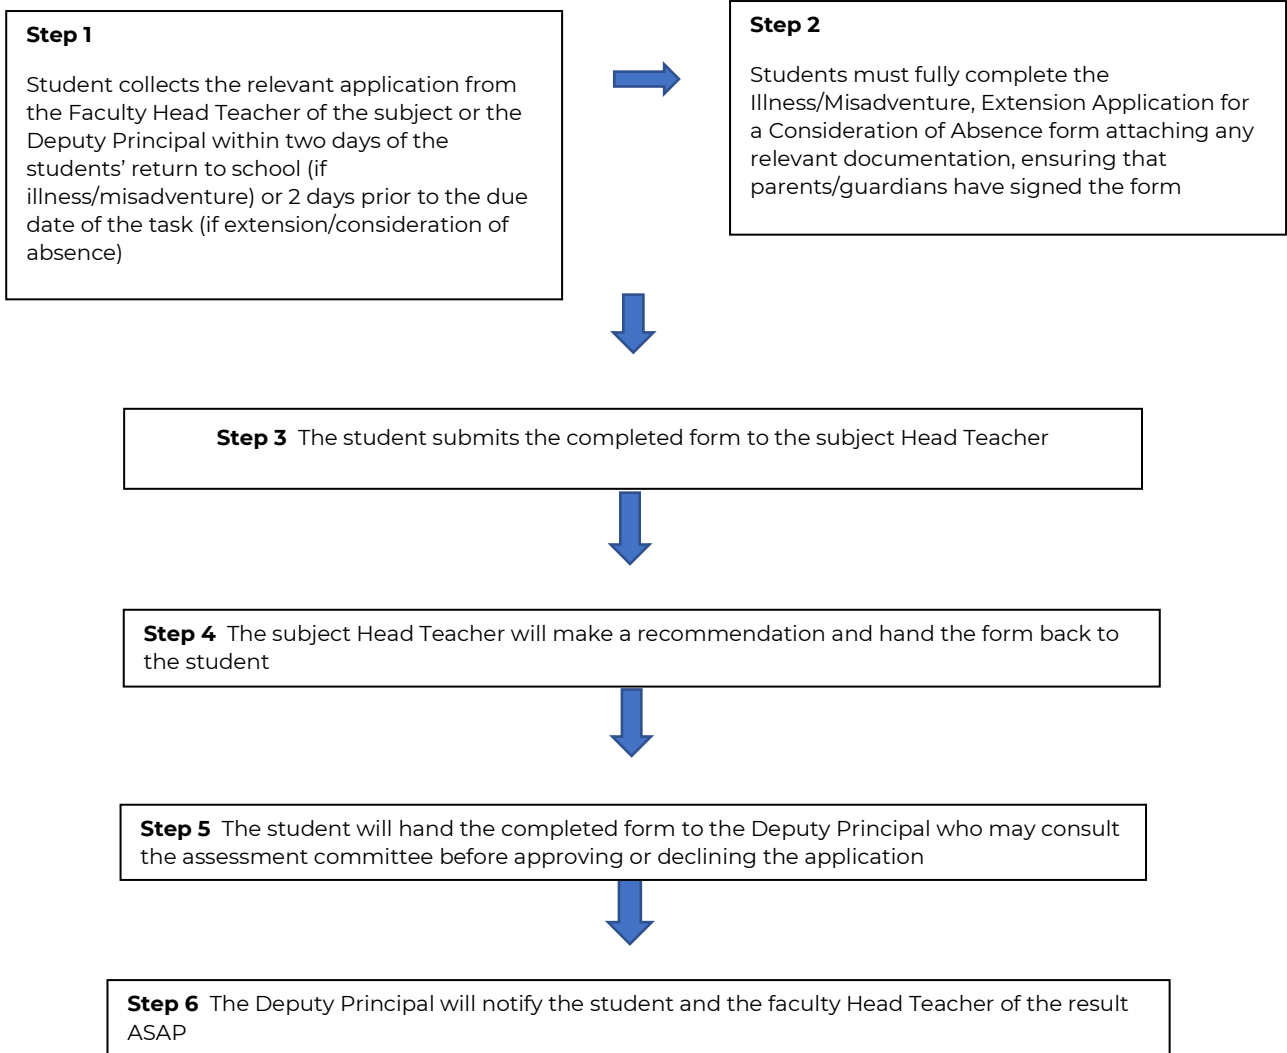 Step 1
Student collects the relevant application from
the Faculty Head Teacher of the subject or the
Deputy Principal within two days of the
students’ return to school (if
illness/misadventure) or 2 days prior to the due
date of the task (if extension/consideration of
absence)
Step 2
Students must fully complete the
Illness/Misadventure, Extension Application for
a Consideration of Absence form attaching any
relevant documentation, ensuring that
parents/guardians have signed the form
Step 3 The student submits the completed form to the subject Head Teacher
Step 4 The subject Head Teacher will make a recommendation and hand the form back to
the student
Step 5 The student will hand the completed form to the Deputy Principal who may consult
the assessment committee before approving or declining the application
Step 6 The Deputy Principal will notify the student and the faculty Head Teacher of the result
ASAP